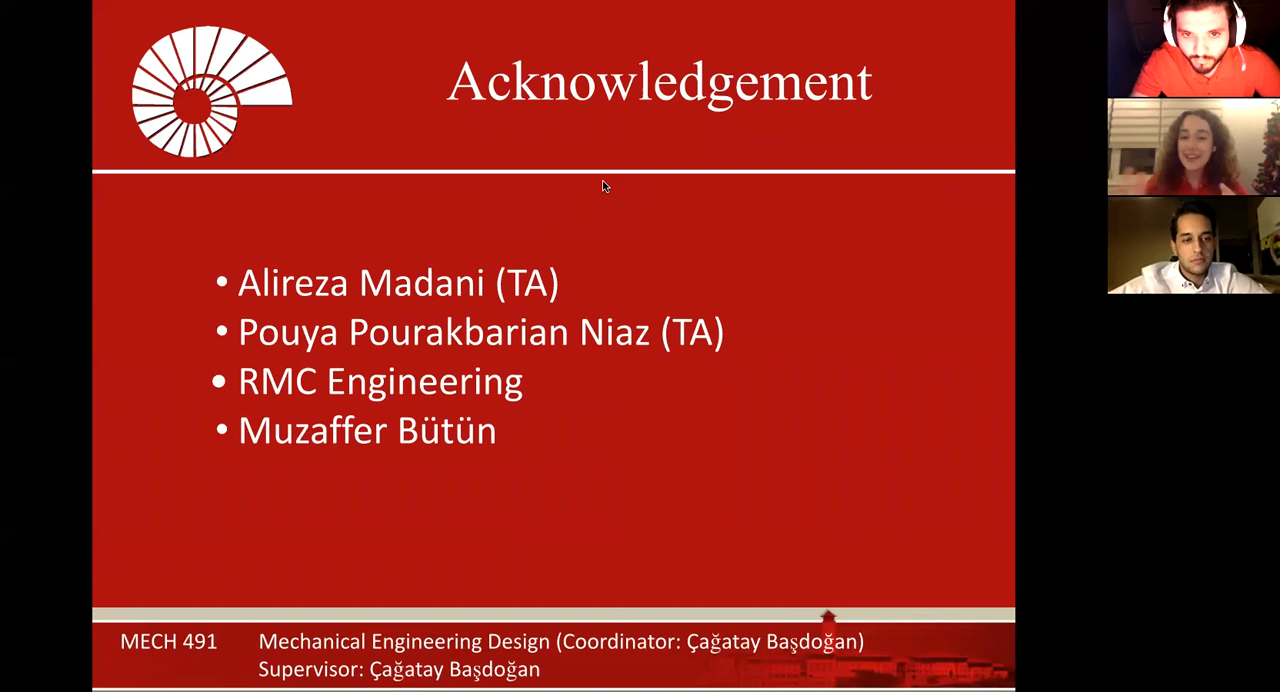 Acknowledgement
• Alireza Madani (TA)
• Pouya Pourakbarian Niaz (TA)
• RMC Engineering
• Muzaffer Bütün
MECH 491 Mechanical Engineering Design (Coordinator: Çağatay Başdoğan)
Supervisor: Çağatay Başdoğan